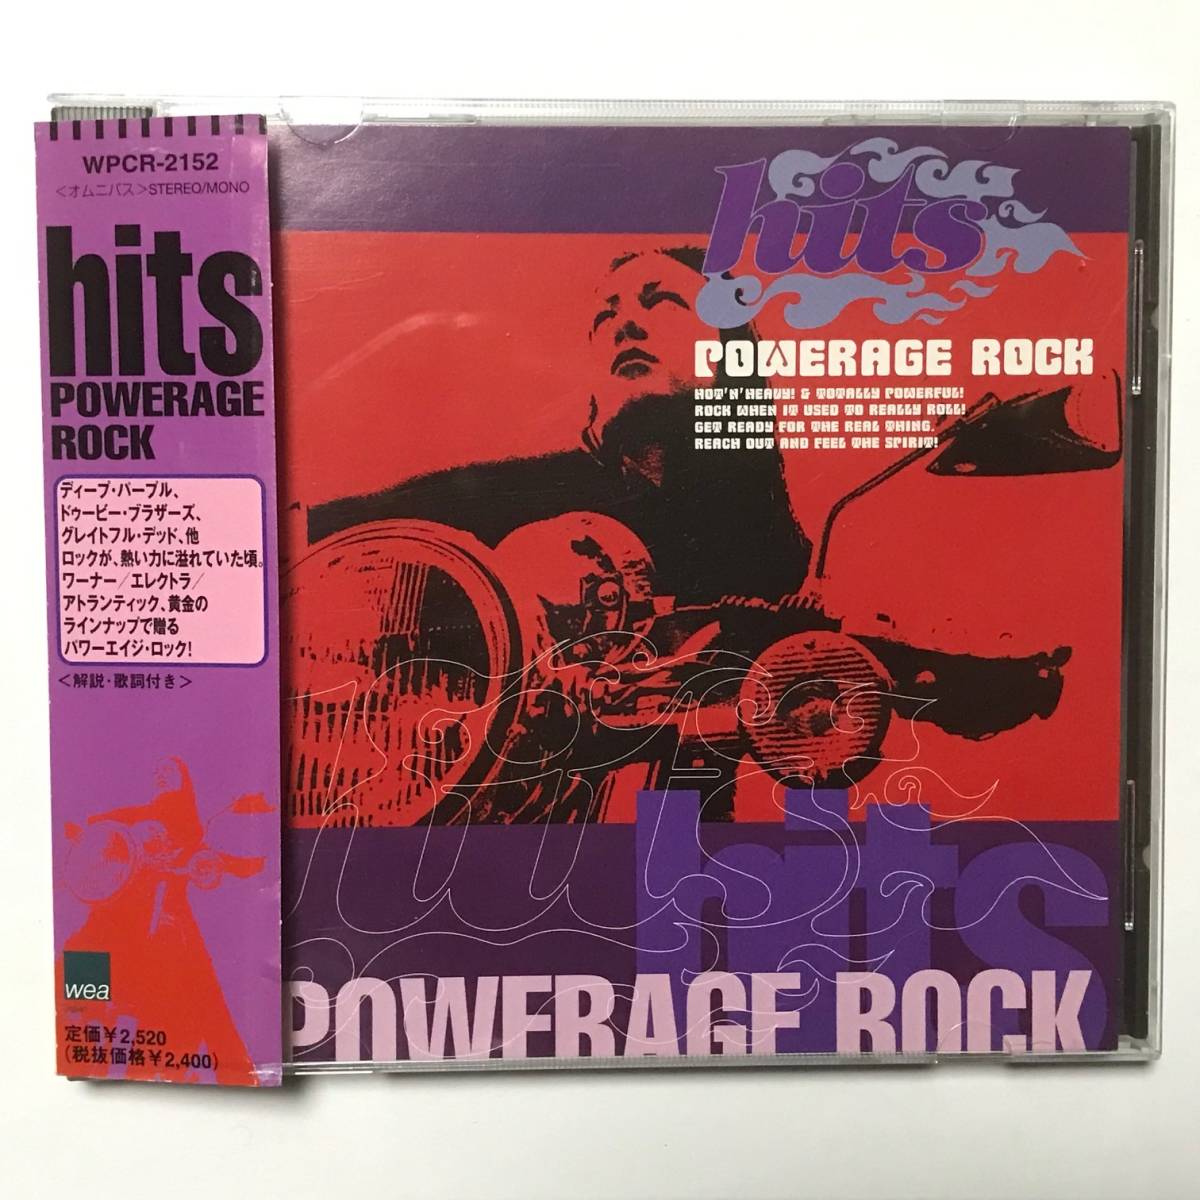 WPCR-2152
＜オムニバス＞STEREO/MONO
hits
POWERAGE
ROCK
ディープ・パープル、
ドゥービー・ブラザーズ、
グレイトフル・デッド、他
ロックが、熱い力に溢れていた頃。
ワーナー／エレクトラ／
アトランティック、黄金の
ラインナップで贈る
パワーエイジ・ロック！
＜解説・歌詞付き＞
wea
定価￥2,520
(税抜価格￥2,400)
hits
POWERAGE ROCK
HOT'N'HEAVY! & TOTALLY POWERFUL!
ROCK WHEN IT USED TO REALLY ROLL!
GET READY FOR THE REAL THING.
REACH OUT AND FEEL THE SPIRIT!
hits
hits
POWERAGE ROCK